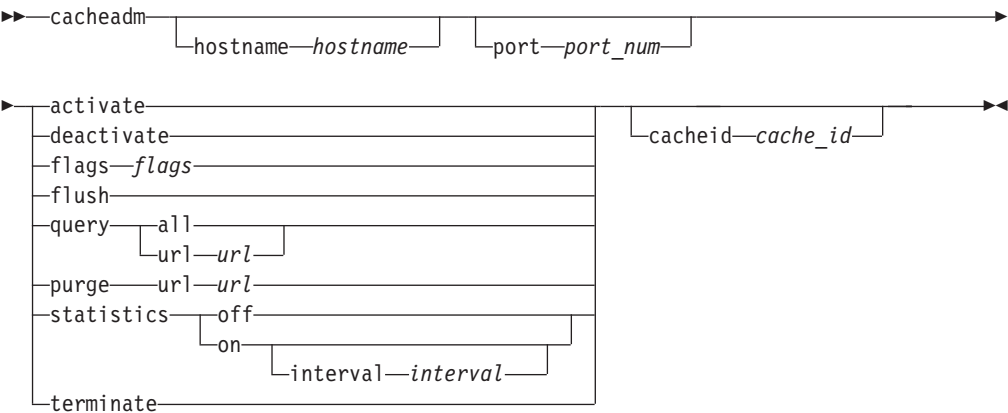 cacheadm
hostname hostname port port_num
activate
deactivate cacheid cache_id
flags flags
flush
query all
url url
purge url url
statistics off
on
interval interval
terminate